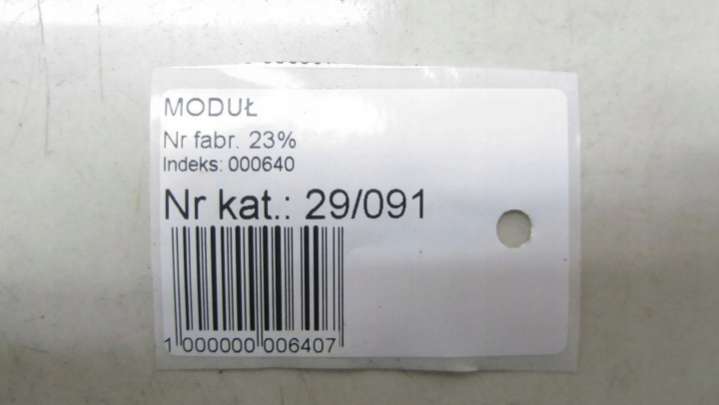 MODUŁ
Nr fabr. 23%
Indeks: 000640
Nr kat.: 29/091
1 000000 006407